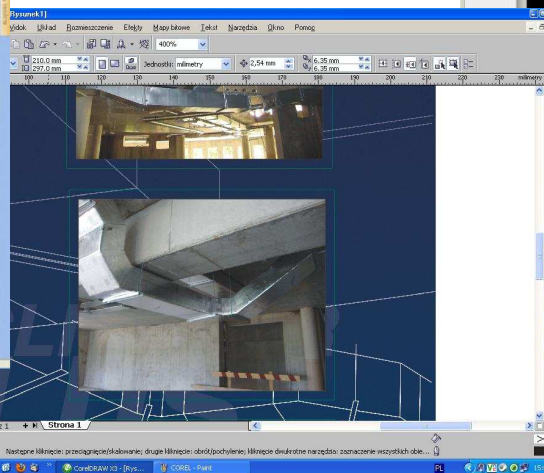 Rysunek1]
Widok Układ Rozmieszczenie Efekty Mapy bitowe Tekst Narzędzia Okno Pomoc
400%
210.0 mm
297.0 mm
Jednostki: milimetry
2,54 mm
6.35 mm
6.35 mm
100 110 120 130 140 150 160 170 180 190 200 210 220 230 milimetry
z 1 Strona 1
Następne kliknięcie: przeciągnięcie/skalowanie; drugie kliknięcie: obrót/pochylenie; kliknięcie dwukrotne narzędzia: zaznaczenie wszystkich obie...
CorelDRAW X3 - [Rys...
COREL - Paint
PL